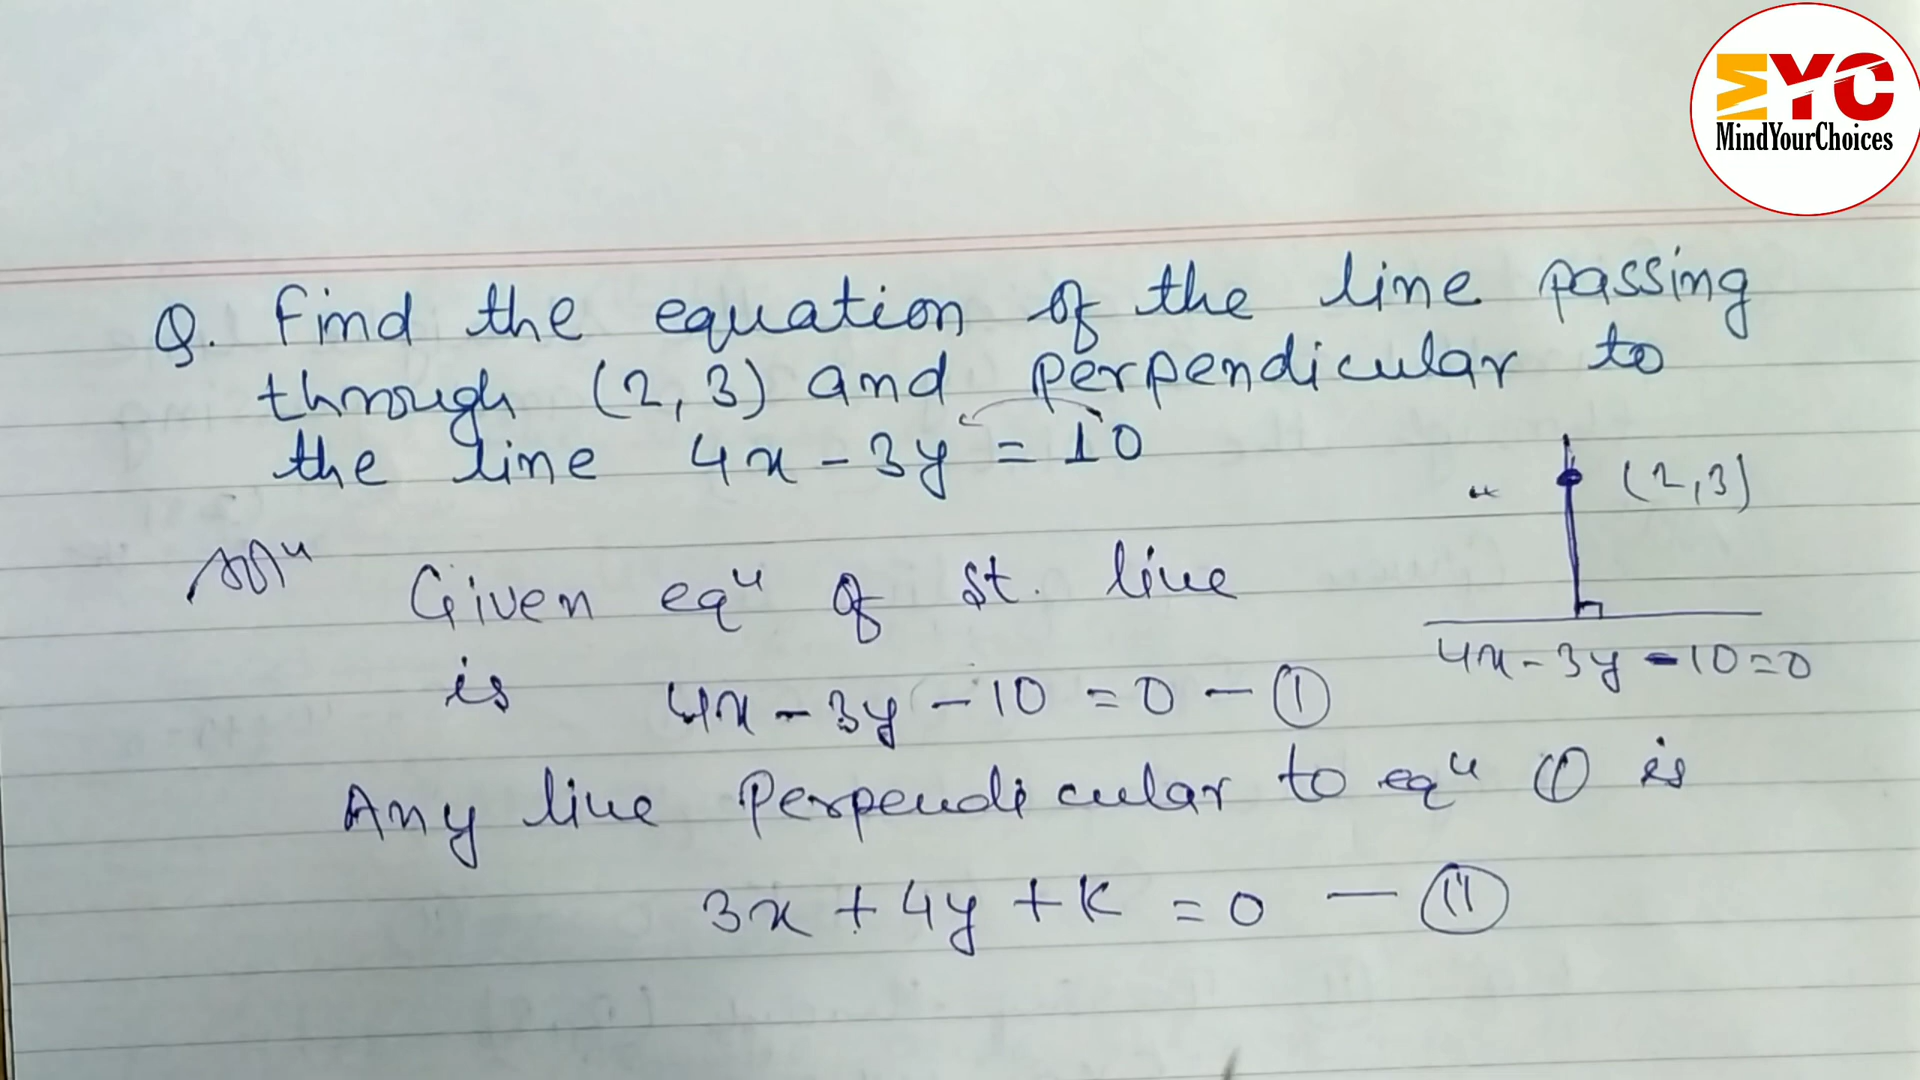 MYC
MindYourChoices
Q. Find the equation of the line passing
through (2, 3) and perpendicular to
the line 4x - 3y = 10
Solⁿ
(2,3)
Given eqⁿ of st. line
4x - 3y - 10 = 0
is 4x - 3y - 10 = 0 - ①
Any line Perpendicular to eqⁿ ① is
3x + 4y + k = 0 - ⑪